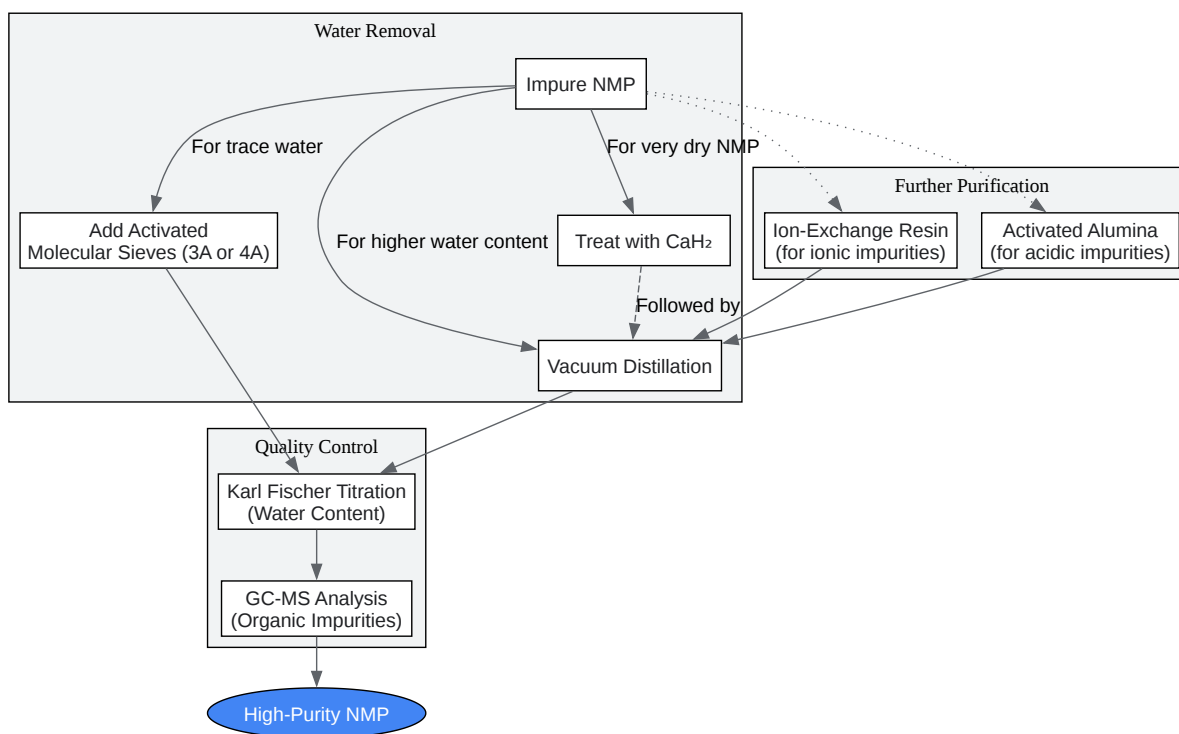 Water Removal
Impure NMP
For trace water
For very dry NMP
Further Purification
Add Activated
Molecular Sieves (3A or 4A)
For higher water content
Treat with CaH₂
Ion-Exchange Resin
(for ionic impurities)
Activated Alumina
(for acidic impurities)
Followed by
Vacuum Distillation
Quality Control
Karl Fischer Titration
(Water Content)
GC-MS Analysis
(Organic Impurities)
High-Purity NMP